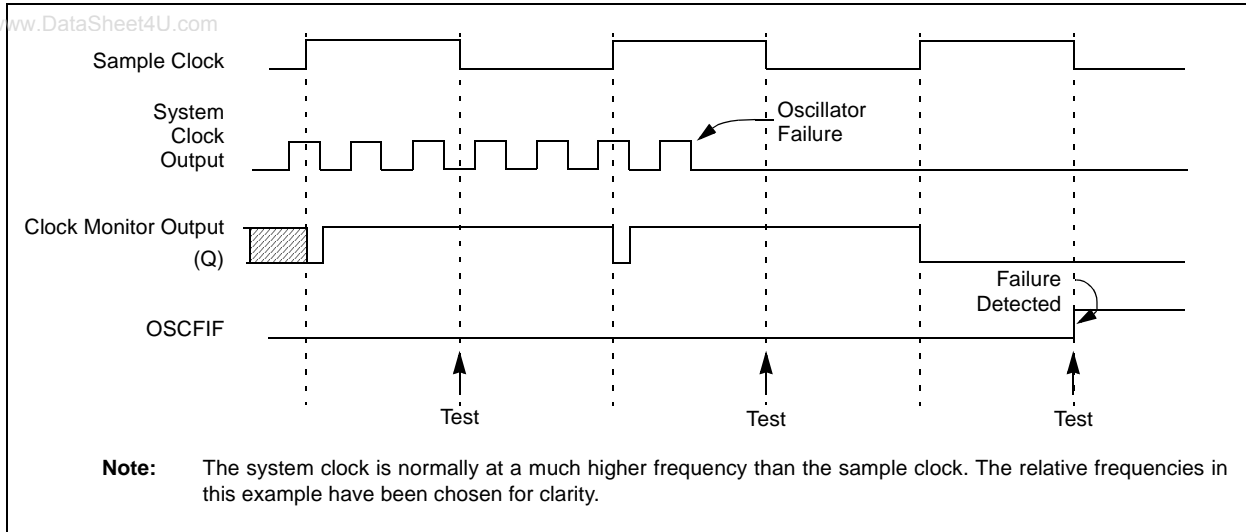 www.DataSheet4U.com
Sample Clock
System
Clock
Output
Oscillator
Failure
Clock Monitor Output
(Q)
Failure
Detected
OSCFIF
Test
Test
Test
Note: The system clock is normally at a much higher frequency than the sample clock. The relative frequencies in
this example have been chosen for clarity.